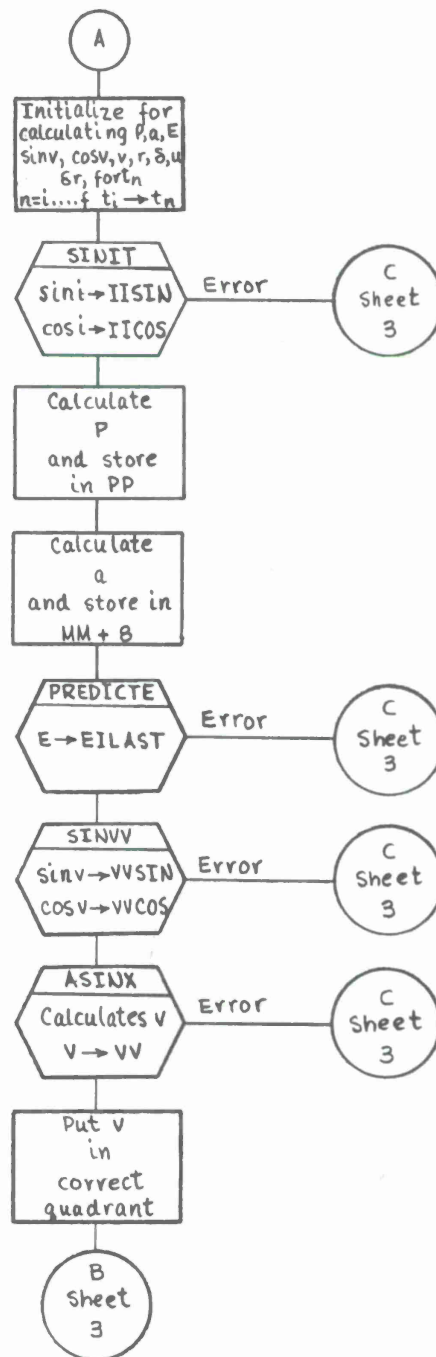 A
Initialize for
calculating P,a,E
sinv, cosv, v, r, δ, u
δr, for tn
n=i....f ti → tn
SINIT
sini → IISIN
cosi → IICOS
Error
C
Sheet
3
Calculate
P
and store
in PP
Calculate
a
and store in
MM + 8
PREDICTE
E → EILAST
Error
C
Sheet
3
SINVV
sinv → VVSIN
cosv → VVCOS
Error
C
Sheet
3
ASINX
Calculates v
V → VV
Error
C
Sheet
3
Put v
in
correct
quadrant
B
Sheet
3